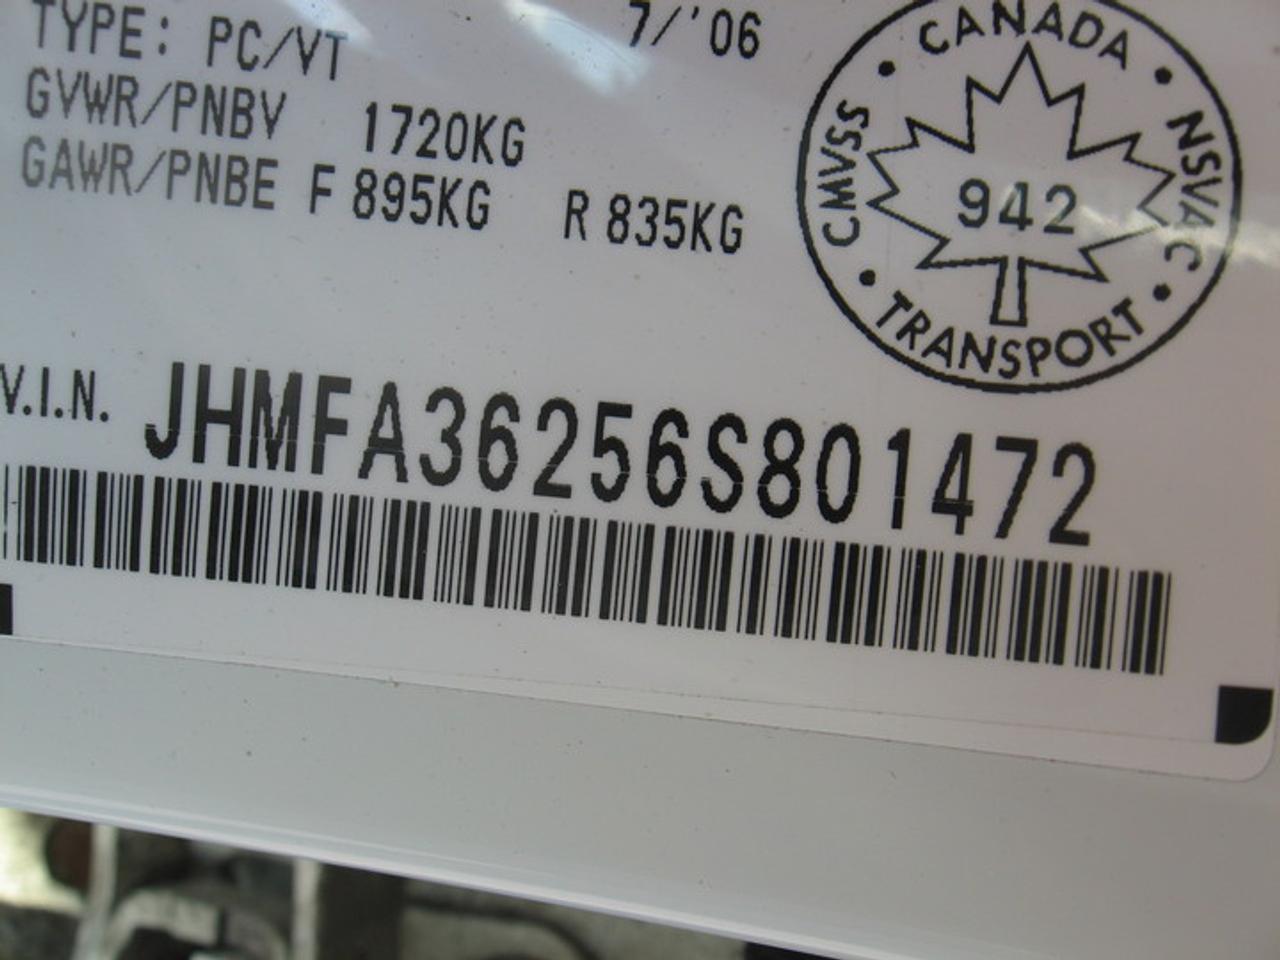 7/'06
TYPE: PC/VT
GVWR/PNBV 1720KG
GAWR/PNBE F 895KG R 835KG
CANADA
CMVSS
NSVAC
942
TRANSPORT
V.I.N. JHMFA36256S801472